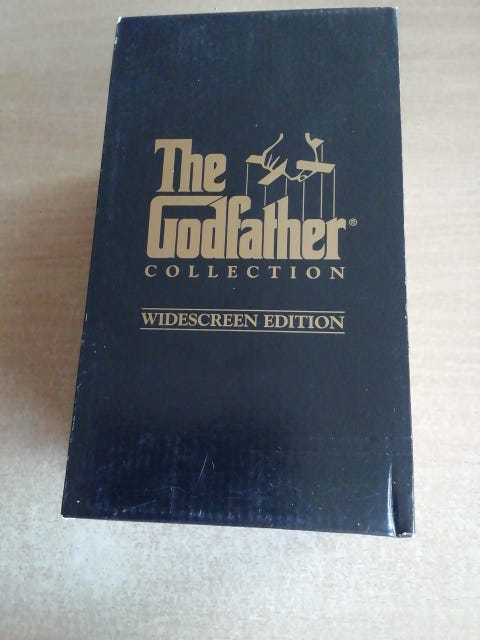 The
Godfather®
COLLECTION
WIDESCREEN EDITION